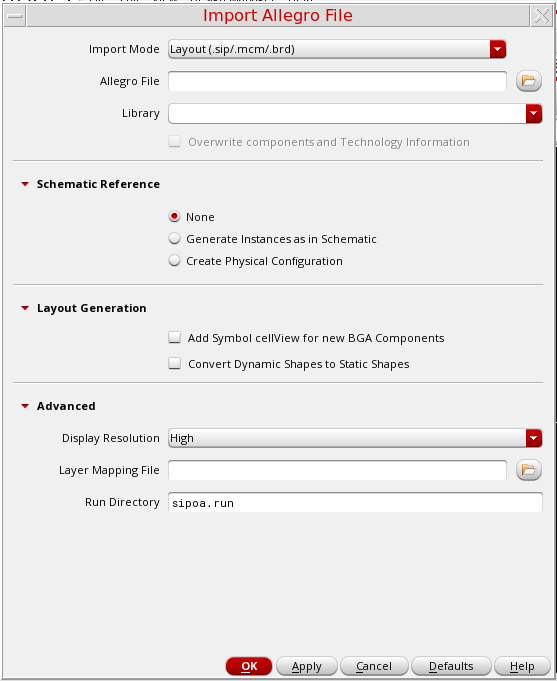 Import Allegro File
Import Mode Layout (.sip/.mcm/.brd)
Allegro File
Library
Overwrite components and Technology Information
Schematic Reference
None
Generate Instances as in Schematic
Create Physical Configuration
Layout Generation
Add Symbol cellView for new BGA Components
Convert Dynamic Shapes to Static Shapes
Advanced
Display Resolution High
Layer Mapping File
Run Directory sipoa.run
OK Apply Cancel Defaults Help